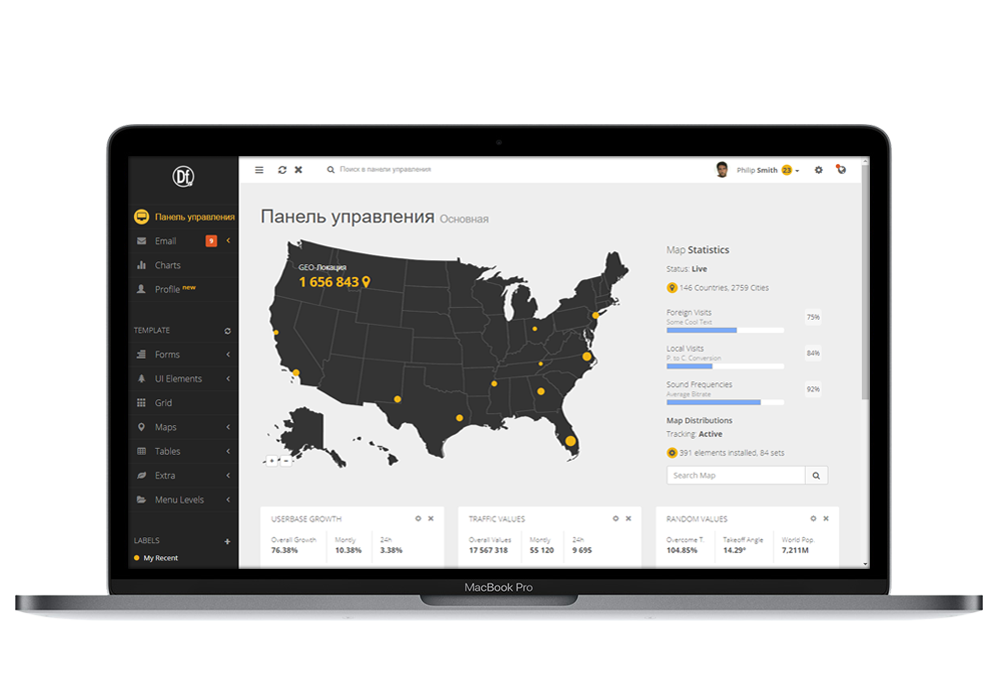 Df
Поиск в панели управления
Philip Smith 23
Панель управления
Email 9
Charts
Profile new
TEMPLATE
Forms
UI Elements
Grid
Maps
Tables
Extra
Menu Levels
LABELS +
My Recent
Панель управления Основная
GEO-Локация
1 656 843
Map Statistics
Status: Live
146 Countries, 2759 Cities
Foreign Visits 75%
Some Cool Text
Local Visits 84%
P. to C. Conversion
Sound Frequencies 92%
Average Bitrate
Map Distributions
Tracking: Active
391 elements installed, 84 sets
Search Map
USERBASE GROWTH
Overall Growth Montly 24h
76.38% 10.38% 3.38%
TRAFFIC VALUES
Overall Values Montly 24h
17 567 318 55 120 9 695
RANDOM VALUES
Overcome T. Takeoff Angle World Pop.
104.85% 14.29° 7,211M
MacBook Pro